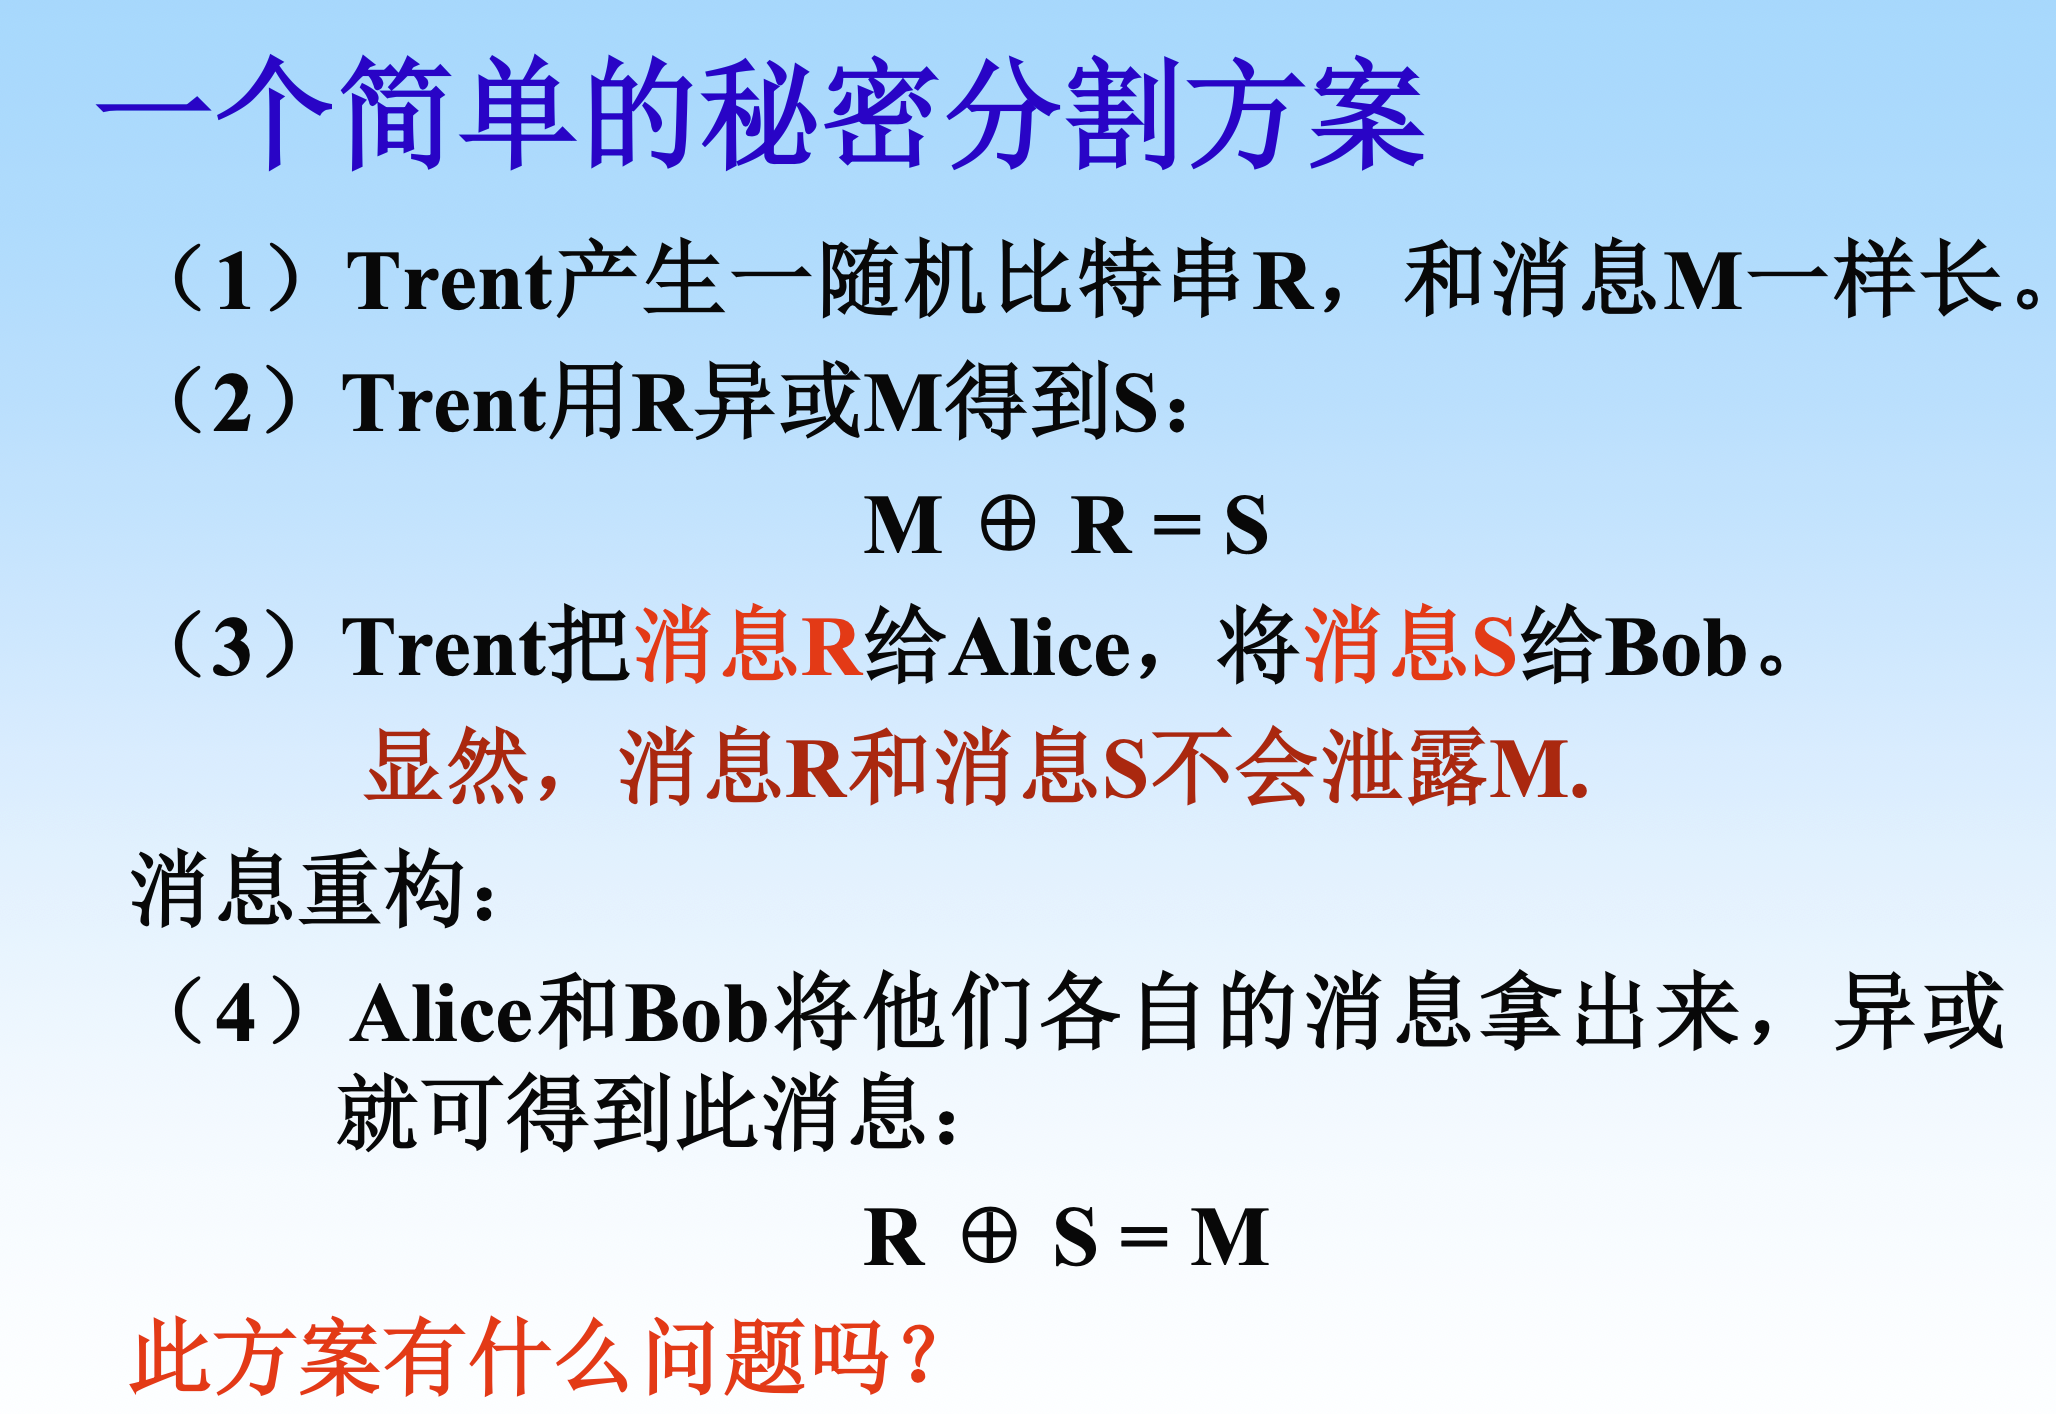 一个简单的秘密分割方案
（1）Trent产生一随机比特串R，和消息M一样长。
（2）Trent用R异或M得到S：
M ⊕ R = S
（3）Trent把消息R给Alice，将消息S给Bob。
显然，消息R和消息S不会泄露M.
消息重构：
（4）Alice和Bob将他们各自的消息拿出来，异或
就可得到此消息：
R ⊕ S = M
此方案有什么问题吗？